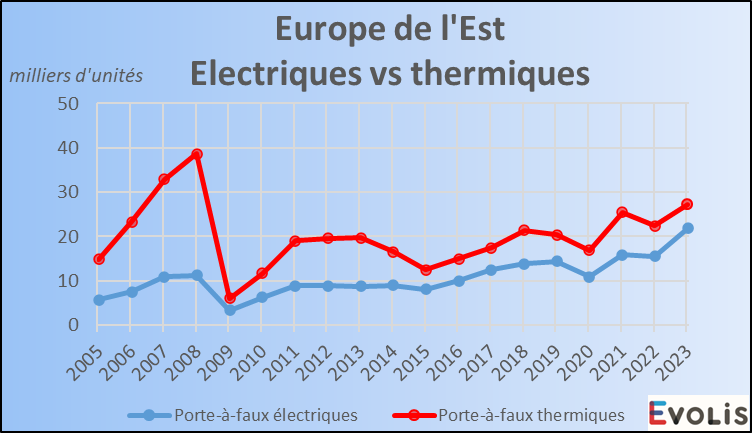 Europe de l'Est
Electriques vs thermiques
milliers d'unités
50
40
30
20
10
0
2005 2006 2007 2008 2009 2010 2011 2012 2013 2014 2015 2016 2017 2018 2019 2020 2021 2022 2023
Porte-à-faux électriques Porte-à-faux thermiques
EVOLIS